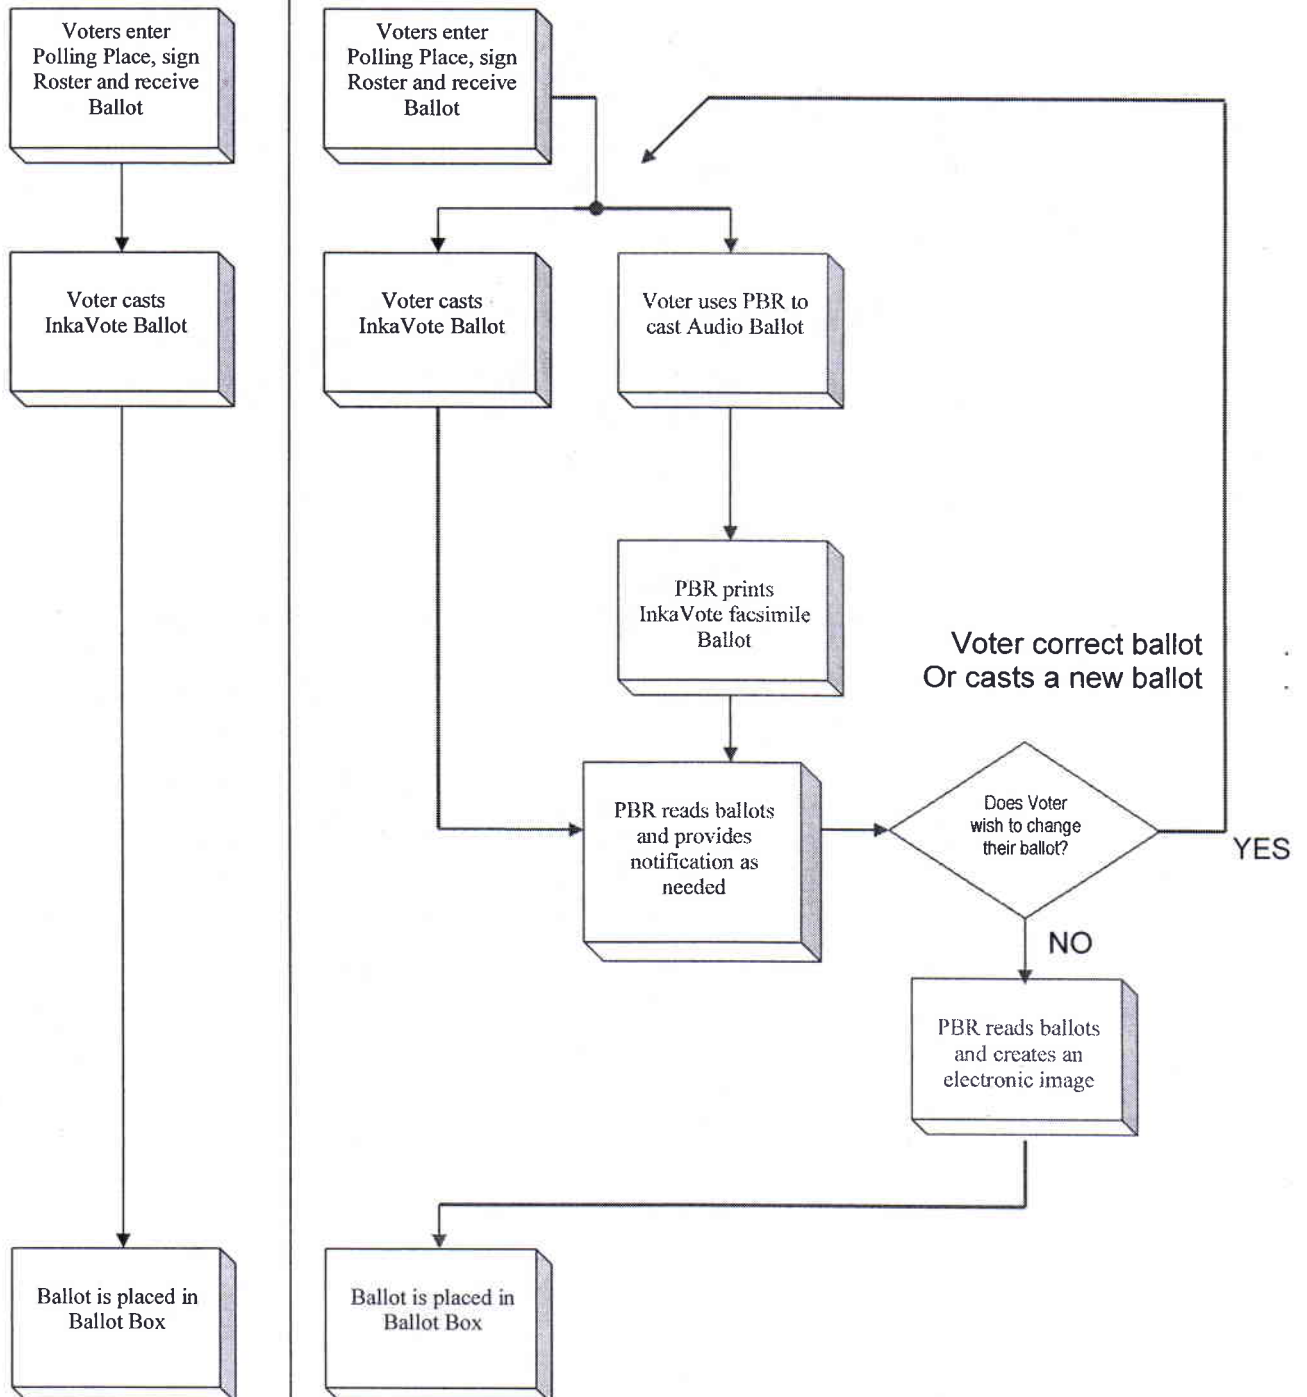 Voters enter
Polling Place, sign
Roster and receive
Ballot
Voter casts
InkaVote Ballot
Ballot is placed in
Ballot Box
Voters enter
Polling Place, sign
Roster and receive
Ballot
Voter casts
InkaVote Ballot
Voter uses PBR to
cast Audio Ballot
PBR prints
InkaVote facsimile
Ballot
Voter correct ballot
Or casts a new ballot
PBR reads ballots
and provides
notification as
needed
Does Voter
wish to change
their ballot?
YES
NO
PBR reads ballots
and creates an
electronic image
Ballot is placed in
Ballot Box